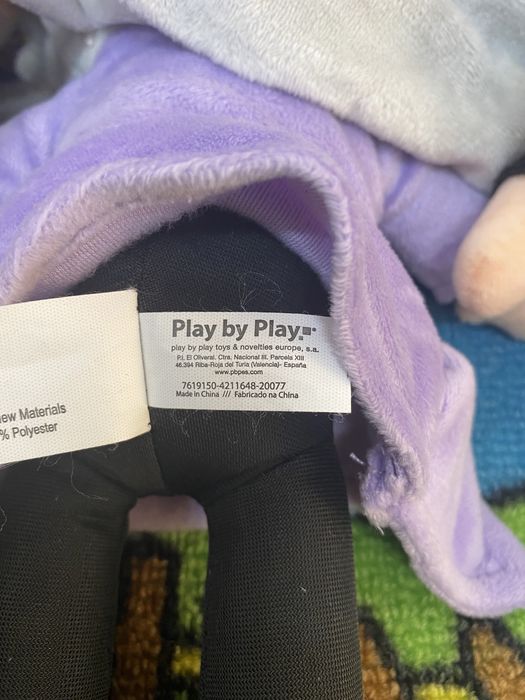 Play by Play
play by play toys & novelties europe, s.a.
P.I. El Oliveral. Ctra. Nacional III. Parcela XIII
46.394 Riba-Roja del Turia (Valencia)- España
www.pbpes.com
7619150-4211648-20077
Made in China /// Fabricado na China
ew Materials
% Polyester